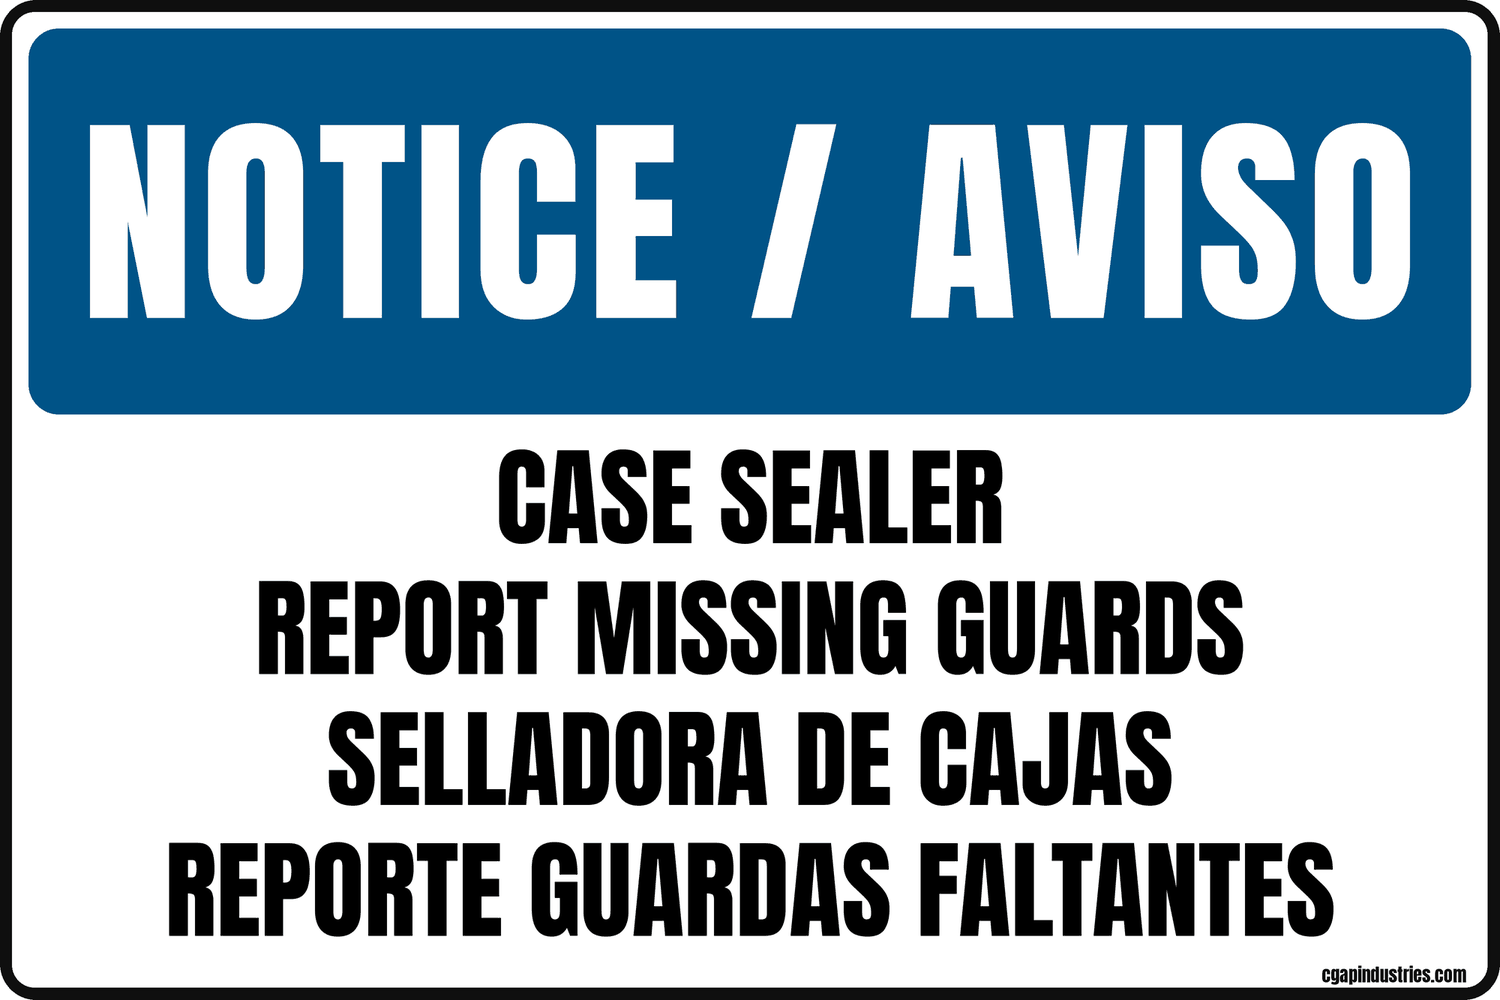 NOTICE / AVISO
CASE SEALER
REPORT MISSING GUARDS
SELLADORA DE CAJAS
REPORTE GUARDAS FALTANTES
cgapindustries.com